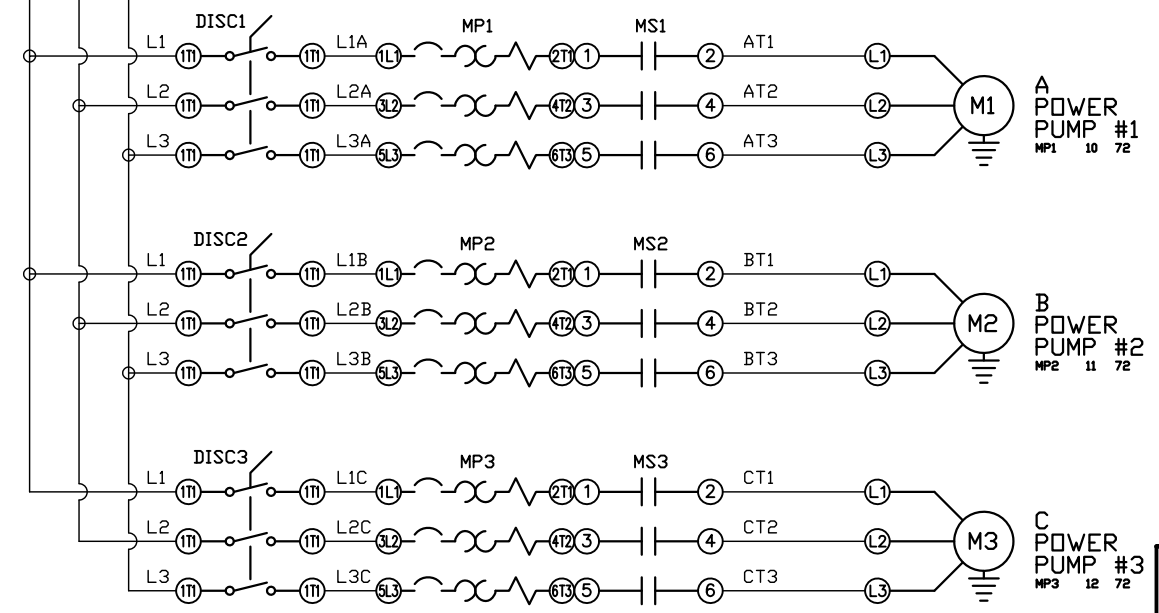 DISC1 MP1 MS1
L1 1T1 1T1 L1A 1L1 2T1 1 2 AT1 L1
L2 1T1 1T1 L2A 3L2 4T2 3 4 AT2 L2
L3 1T1 1T1 L3A 5L3 6T3 5 6 AT3 L3
M1
A
POWER
PUMP #1
MP1 10 72
DISC2 MP2 MS2
L1 1T1 1T1 L1B 1L1 2T1 1 2 BT1 L1
L2 1T1 1T1 L2B 3L2 4T2 3 4 BT2 L2
L3 1T1 1T1 L3B 5L3 6T3 5 6 BT3 L3
M2
B
POWER
PUMP #2
MP2 11 72
DISC3 MP3 MS3
L1 1T1 1T1 L1C 1L1 2T1 1 2 CT1 L1
L2 1T1 1T1 L2C 3L2 4T2 3 4 CT2 L2
L3 1T1 1T1 L3C 5L3 6T3 5 6 CT3 L3
M3
C
POWER
PUMP #3
MP3 12 72